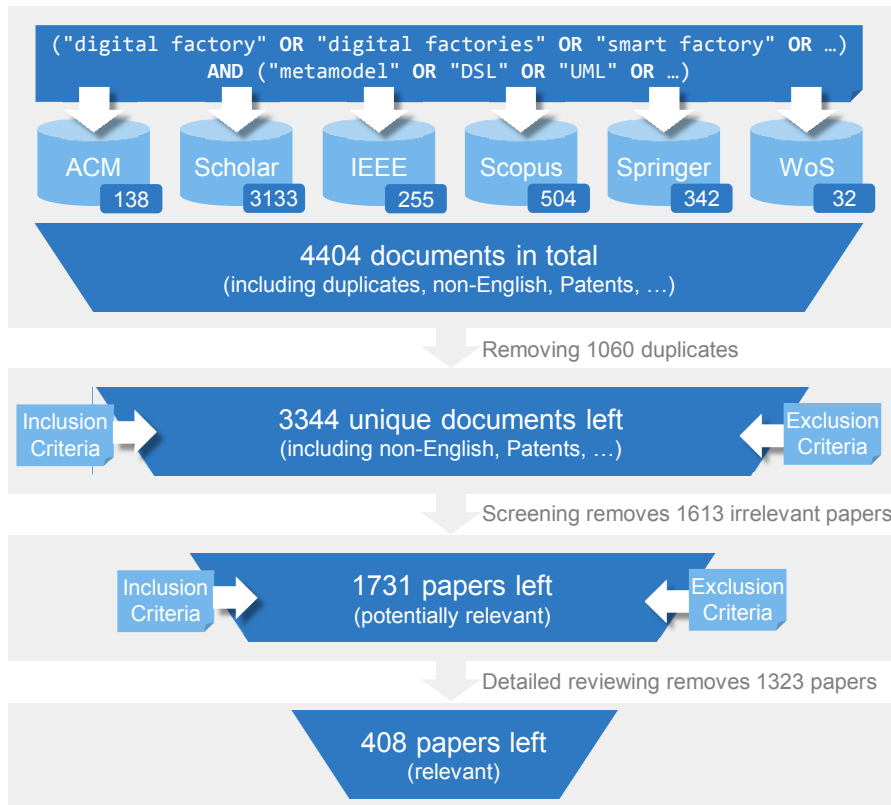 ("digital factory" OR "digital factories" OR "smart factory" OR …)
AND ("metamodel" OR "DSL" OR "UML" OR …)
ACM
138
Scholar
3133
IEEE
255
Scopus
504
Springer
342
WoS
32
4404 documents in total
(including duplicates, non-English, Patents, …)
Removing 1060 duplicates
Inclusion
Criteria
3344 unique documents left
(including non-English, Patents, …)
Exclusion
Criteria
Screening removes 1613 irrelevant papers
Inclusion
Criteria
1731 papers left
(potentially relevant)
Exclusion
Criteria
Detailed reviewing removes 1323 papers
408 papers left
(relevant)